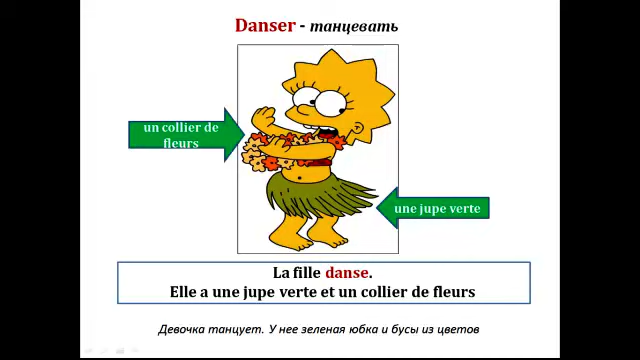 Danser - танцевать
un collier de
fleurs
une jupe verte
La fille danse.
Elle a une jupe verte et un collier de fleurs
Девочка танцует. У нее зеленая юбка и бусы из цветов